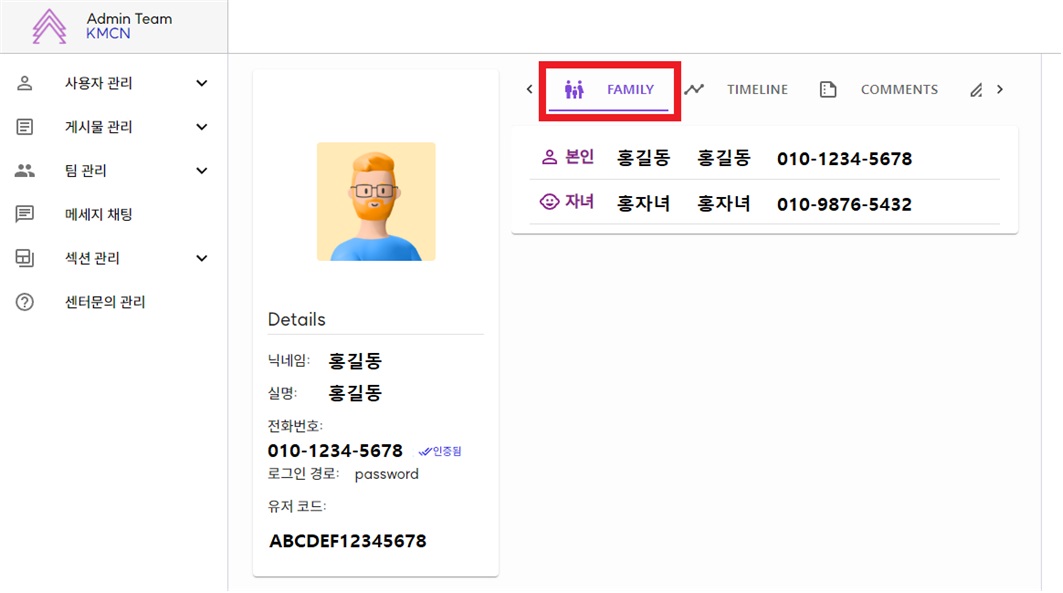 Admin Team
KMCN
사용자 관리
게시물 관리
팀 관리
메세지 채팅
섹션 관리
센터문의 관리
Details
닉네임: 홍길동
실명: 홍길동
전화번호:
010-1234-5678 인증됨
로그인 경로: password
유저 코드:
ABCDEF12345678
FAMILY TIMELINE COMMENTS
본인 홍길동 홍길동 010-1234-5678
자녀 홍자녀 홍자녀 010-9876-5432